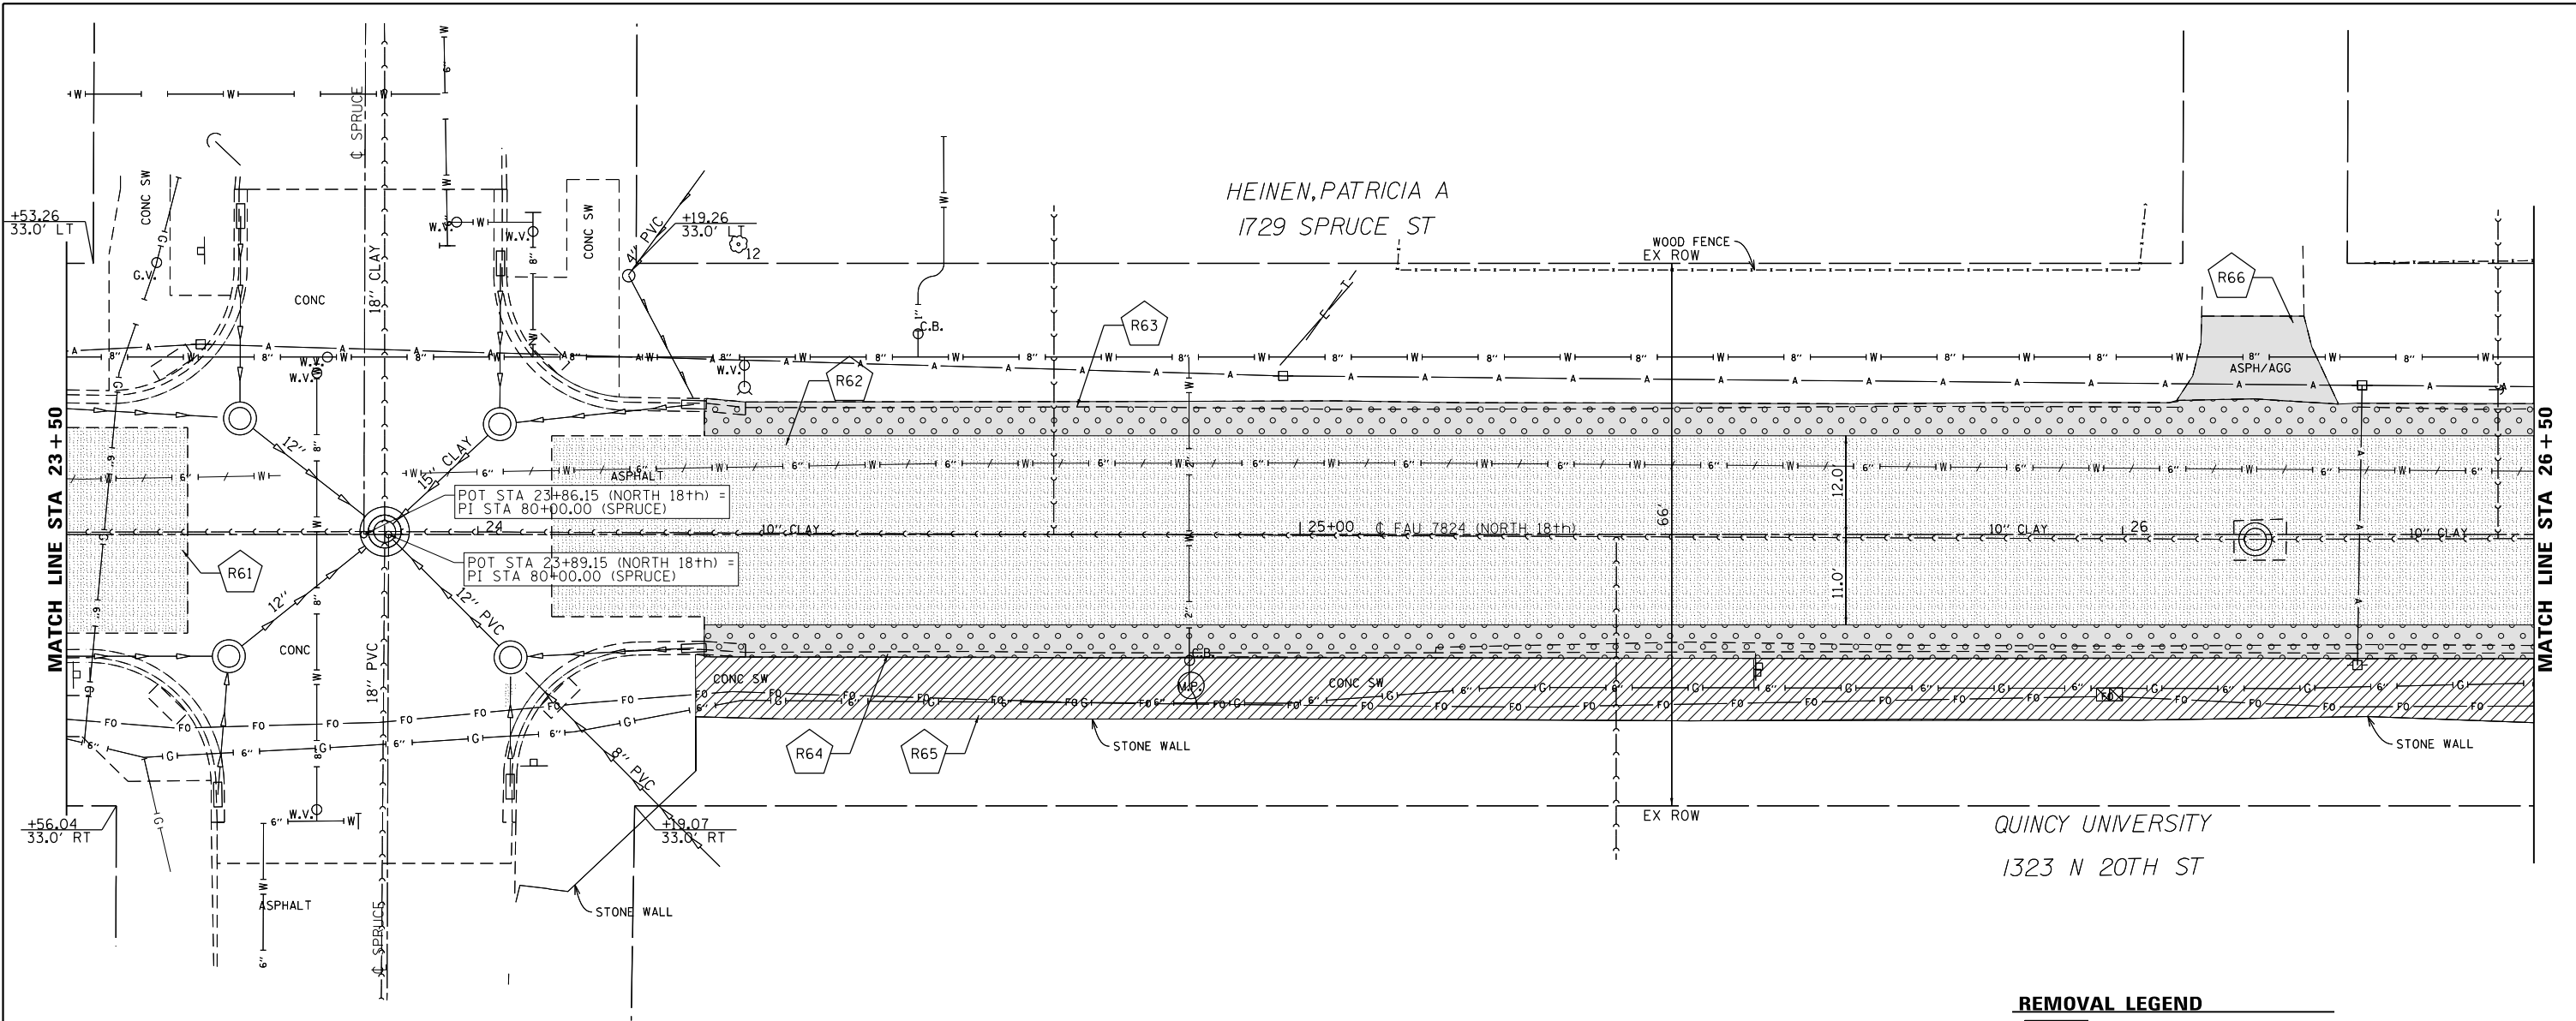 MATCH LINE STA 23+50
+53.26
33.0' LT
CONC SW
G.V.
CONC
℄ SPRUCE
18" CLAY
W.V.
W.V.
CONC SW
4" PVC
+19.26
33.0' LT
12
1"
C.B.
HEINEN, PATRICIA A
1729 SPRUCE ST
WOOD FENCE
EX ROW
R63
R62
R66
ASPH/AGG
W.V.
W.V.
W.V.
12"
15" CLAY
ASPHALT
POT STA 23+86.15 (NORTH 18th) =
PI STA 80+00.00 (SPRUCE)
24
10" CLAY
25+00
℄ FAU 7824 (NORTH 18th)
66'
12.0'
11.0'
10" CLAY
26
10" CLAY
POT STA 23+89.15 (NORTH 18th) =
PI STA 80+00.00 (SPRUCE)
R61
12"
12" PVC
CONC
18" PVC
2"
2"
C.B.
M.P.
CONC SW
CONC SW
R64
R65
STONE WALL
STONE WALL
8" PVC
W.V.
+56.04
33.0' RT
+19.07
33.0' RT
EX ROW
QUINCY UNIVERSITY
1323 N 20TH ST
ASPHALT
℄ SPRUCE
STONE WALL
MATCH LINE STA 26+50
REMOVAL LEGEND